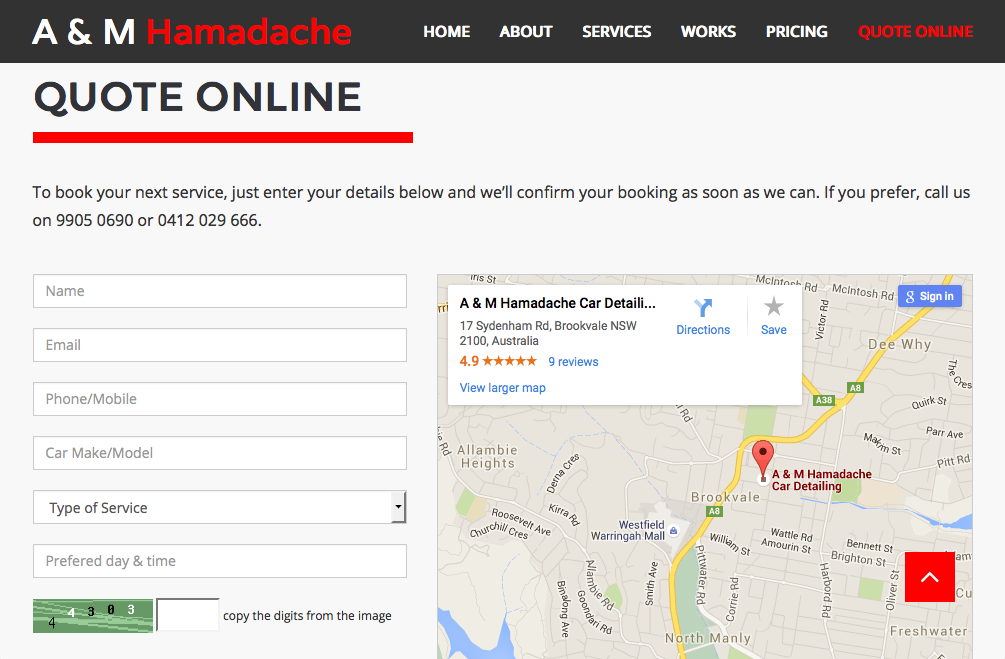 A & M Hamadache
HOME ABOUT SERVICES WORKS PRICING QUOTE ONLINE
QUOTE ONLINE
To book your next service, just enter your details below and we’ll confirm your booking as soon as we can. If you prefer, call us
on 9905 0690 or 0412 029 666.
Name
Email
Phone/Mobile
Car Make/Model
Type of Service
Prefered day & time
4 4 3 0 3
copy the digits from the image
A & M Hamadache Car Detaili...
17 Sydenham Rd, Brookvale NSW
2100, Australia
4.9 ★★★★★ 9 reviews
View larger map
Directions
Save
Sign in
McIntosh Rd
McIntosh Rd
Victor Rd
Dee Why
The Cres
A8
A38
Quirk St
Parr Ave
Pitt Rd
Allambie
Heights
Derna Cres
A & M Hamadache
Car Detailing
Brookvale
A8
Roosevelt Ave
Kirra Rd
Churchill Cres
Westfield
Warringah Mall
William St
Wattle Rd
Amourin St
Bennett St
Brighton St
Allambie Rd
Binalong Ave
Goondari Rd
Smith Ave
Pittwater Rd
Corrie Rd
Harbord Rd
Oliver St
Freshwater
North Manly